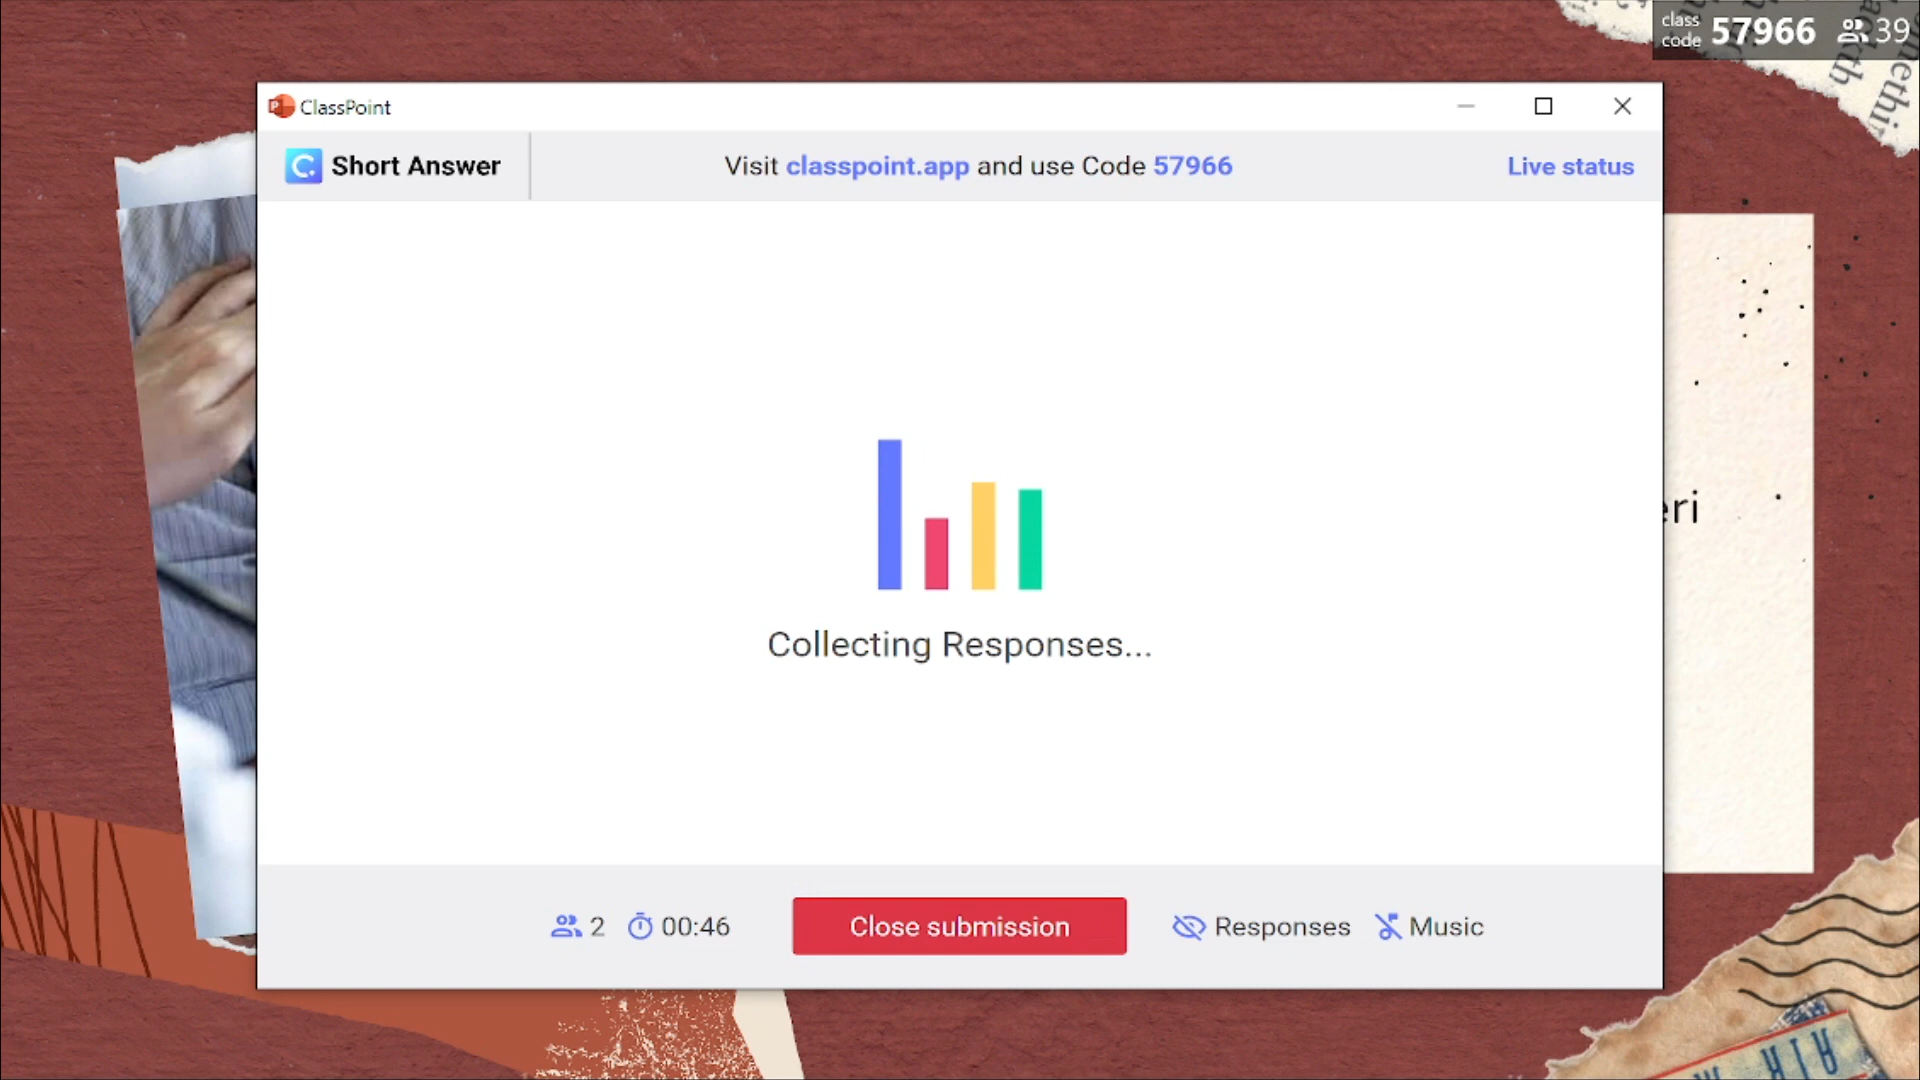 class
code 57966 39
ClassPoint
Short Answer
Visit classpoint.app and use Code 57966
Live status
Collecting Responses...
2 00:46
Close submission
Responses
Music